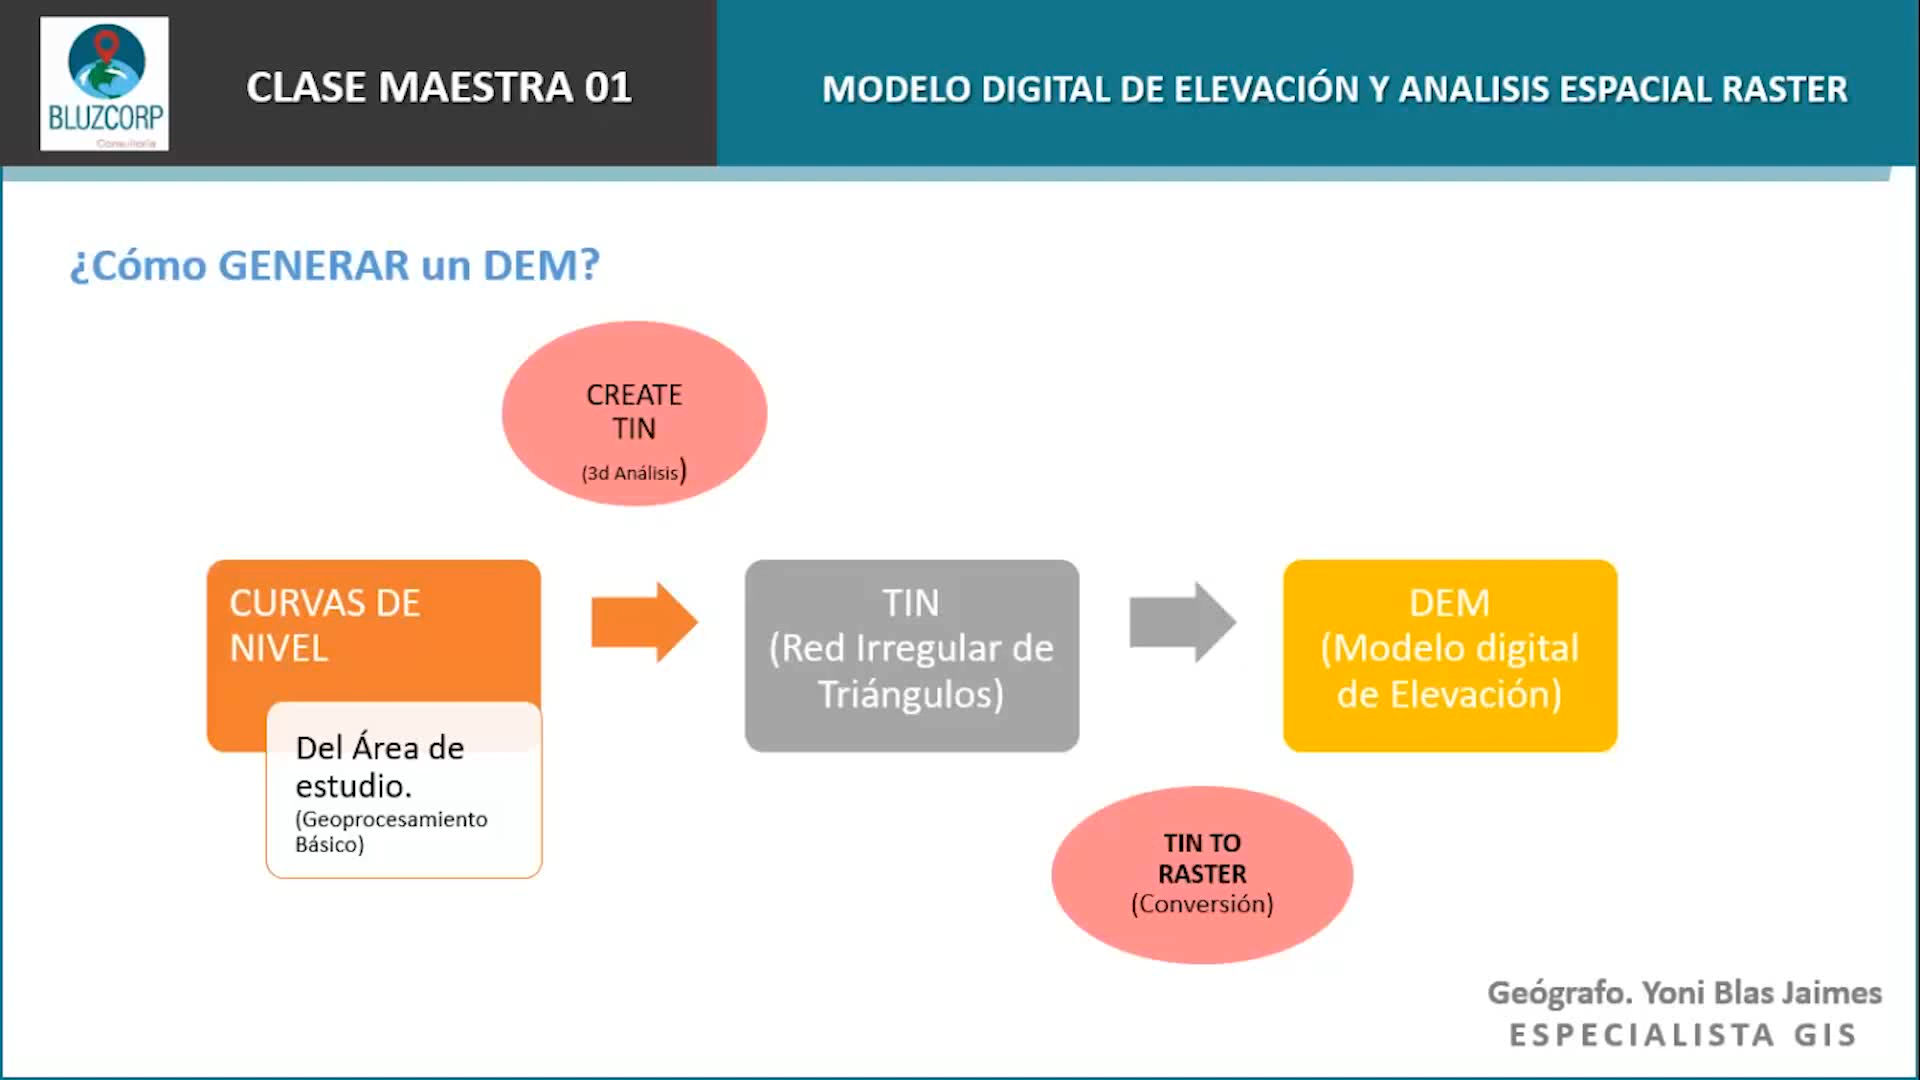 BLUZCORP
Consultoria
CLASE MAESTRA 01
MODELO DIGITAL DE ELEVACIÓN Y ANALISIS ESPACIAL RASTER
¿Cómo GENERAR un DEM?
CREATE
TIN
(3d Análisis)
CURVAS DE
NIVEL
Del Área de
estudio.
(Geoprocesamiento
Básico)
TIN
(Red Irregular de
Triángulos)
DEM
(Modelo digital
de Elevación)
TIN TO
RASTER
(Conversión)
Geógrafo. Yoni Blas Jaimes
ESPECIALISTA GIS